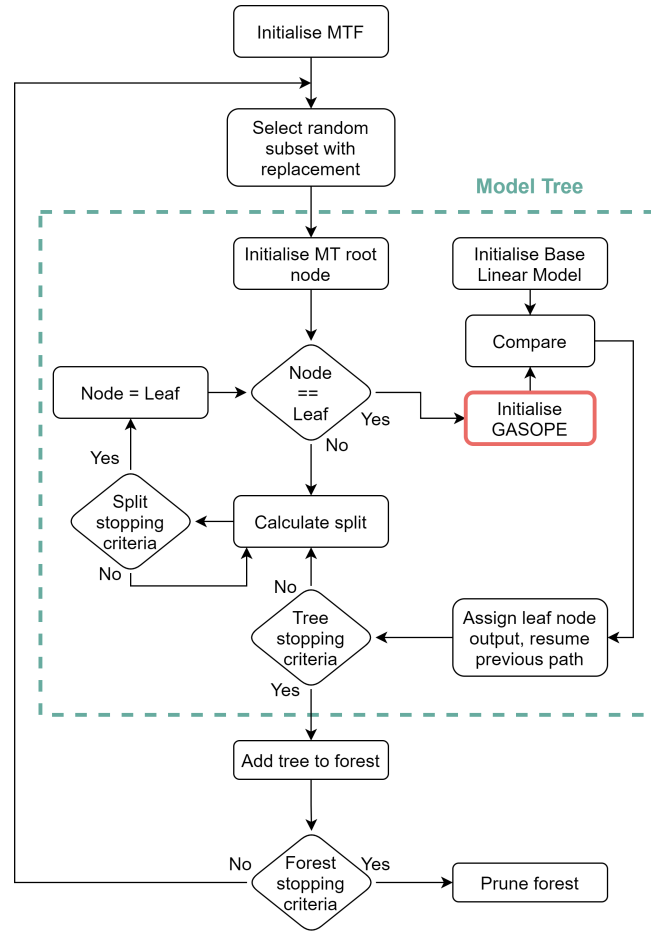 Initialise MTF
Select random
subset with
replacement
Model Tree
Initialise MT root
node
Initialise Base
Linear Model
Compare
Node = Leaf
Node
==
Leaf
Yes
No
Initialise
GASOPE
Yes
Split
stopping
criteria
No
Calculate split
No
Tree
stopping
criteria
Yes
Assign leaf node
output, resume
previous path
Add tree to forest
No
Forest
stopping
criteria
Yes
Prune forest